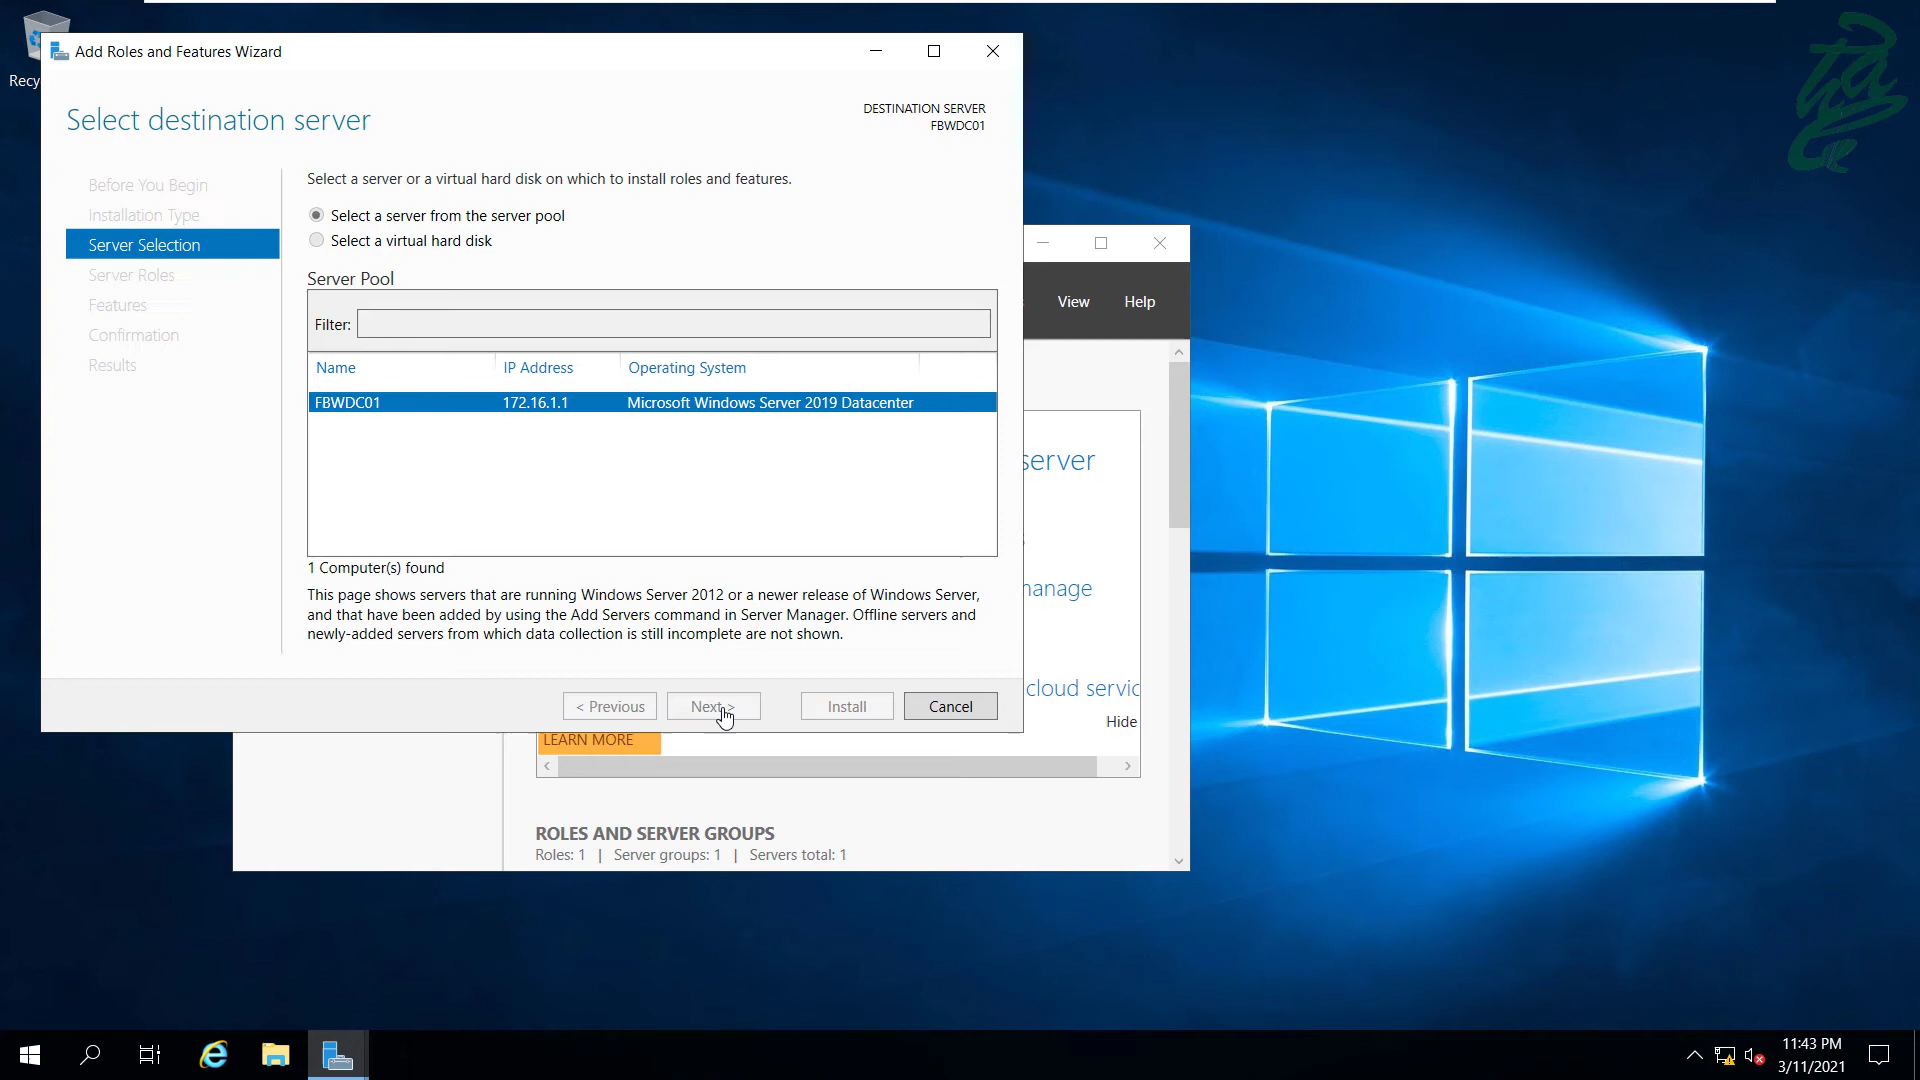 Recy
Add Roles and Features Wizard
Select destination server
DESTINATION SERVER
FBWDC01
Before You Begin
Installation Type
Server Selection
Server Roles
Features
Confirmation
Results
Select a server or a virtual hard disk on which to install roles and features.
Select a server from the server pool
Select a virtual hard disk
Server Pool
Filter:
Name IP Address Operating System
FBWDC01 172.16.1.1 Microsoft Windows Server 2019 Datacenter
1 Computer(s) found
This page shows servers that are running Windows Server 2012 or a newer release of Windows Server,
and that have been added by using the Add Servers command in Server Manager. Offline servers and
newly-added servers from which data collection is still incomplete are not shown.
< Previous Next > Install Cancel
View Help
server
manage
cloud servic
Hide
LEARN MORE
ROLES AND SERVER GROUPS
Roles: 1 | Server groups: 1 | Servers total: 1
11:43 PM
3/11/2021